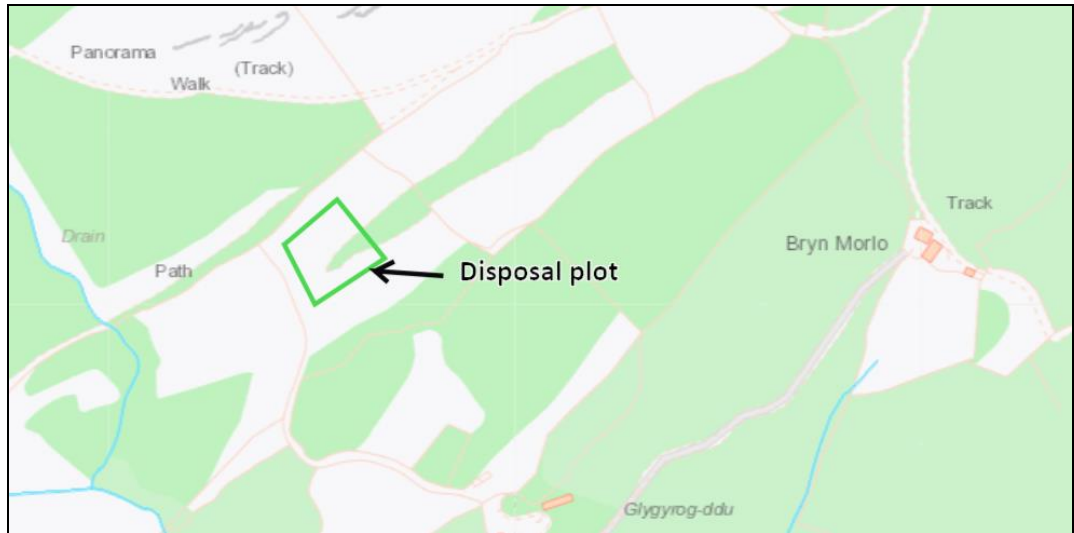 Panorama
Walk
(Track)
Drain
Path
Track
Bryn Morlo
Disposal plot
Glygyrog-ddu